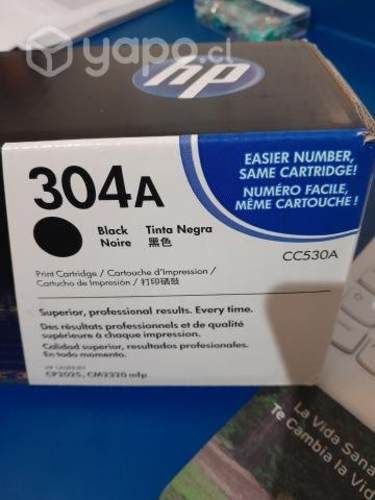 yapo.cl
hp
304A
EASIER NUMBER,
SAME CARTRIDGE!
NUMÉRO FACILE,
MÊME CARTOUCHE !
Black Tinta Negra
Noire 黑色
CC530A
Print Cartridge / Cartouche d'Impression /
Cartucho de Impresión / 打印硒鼓
Superior, professional results. Every time.
Des résultats professionnels et de qualité
supérieure à chaque impression.
Calidad superior, resultados profesionales.
En todo momento.
HP LASERJET
CP2025, CM2320 mfp
La Vida Sana
Te Cambia la Vida